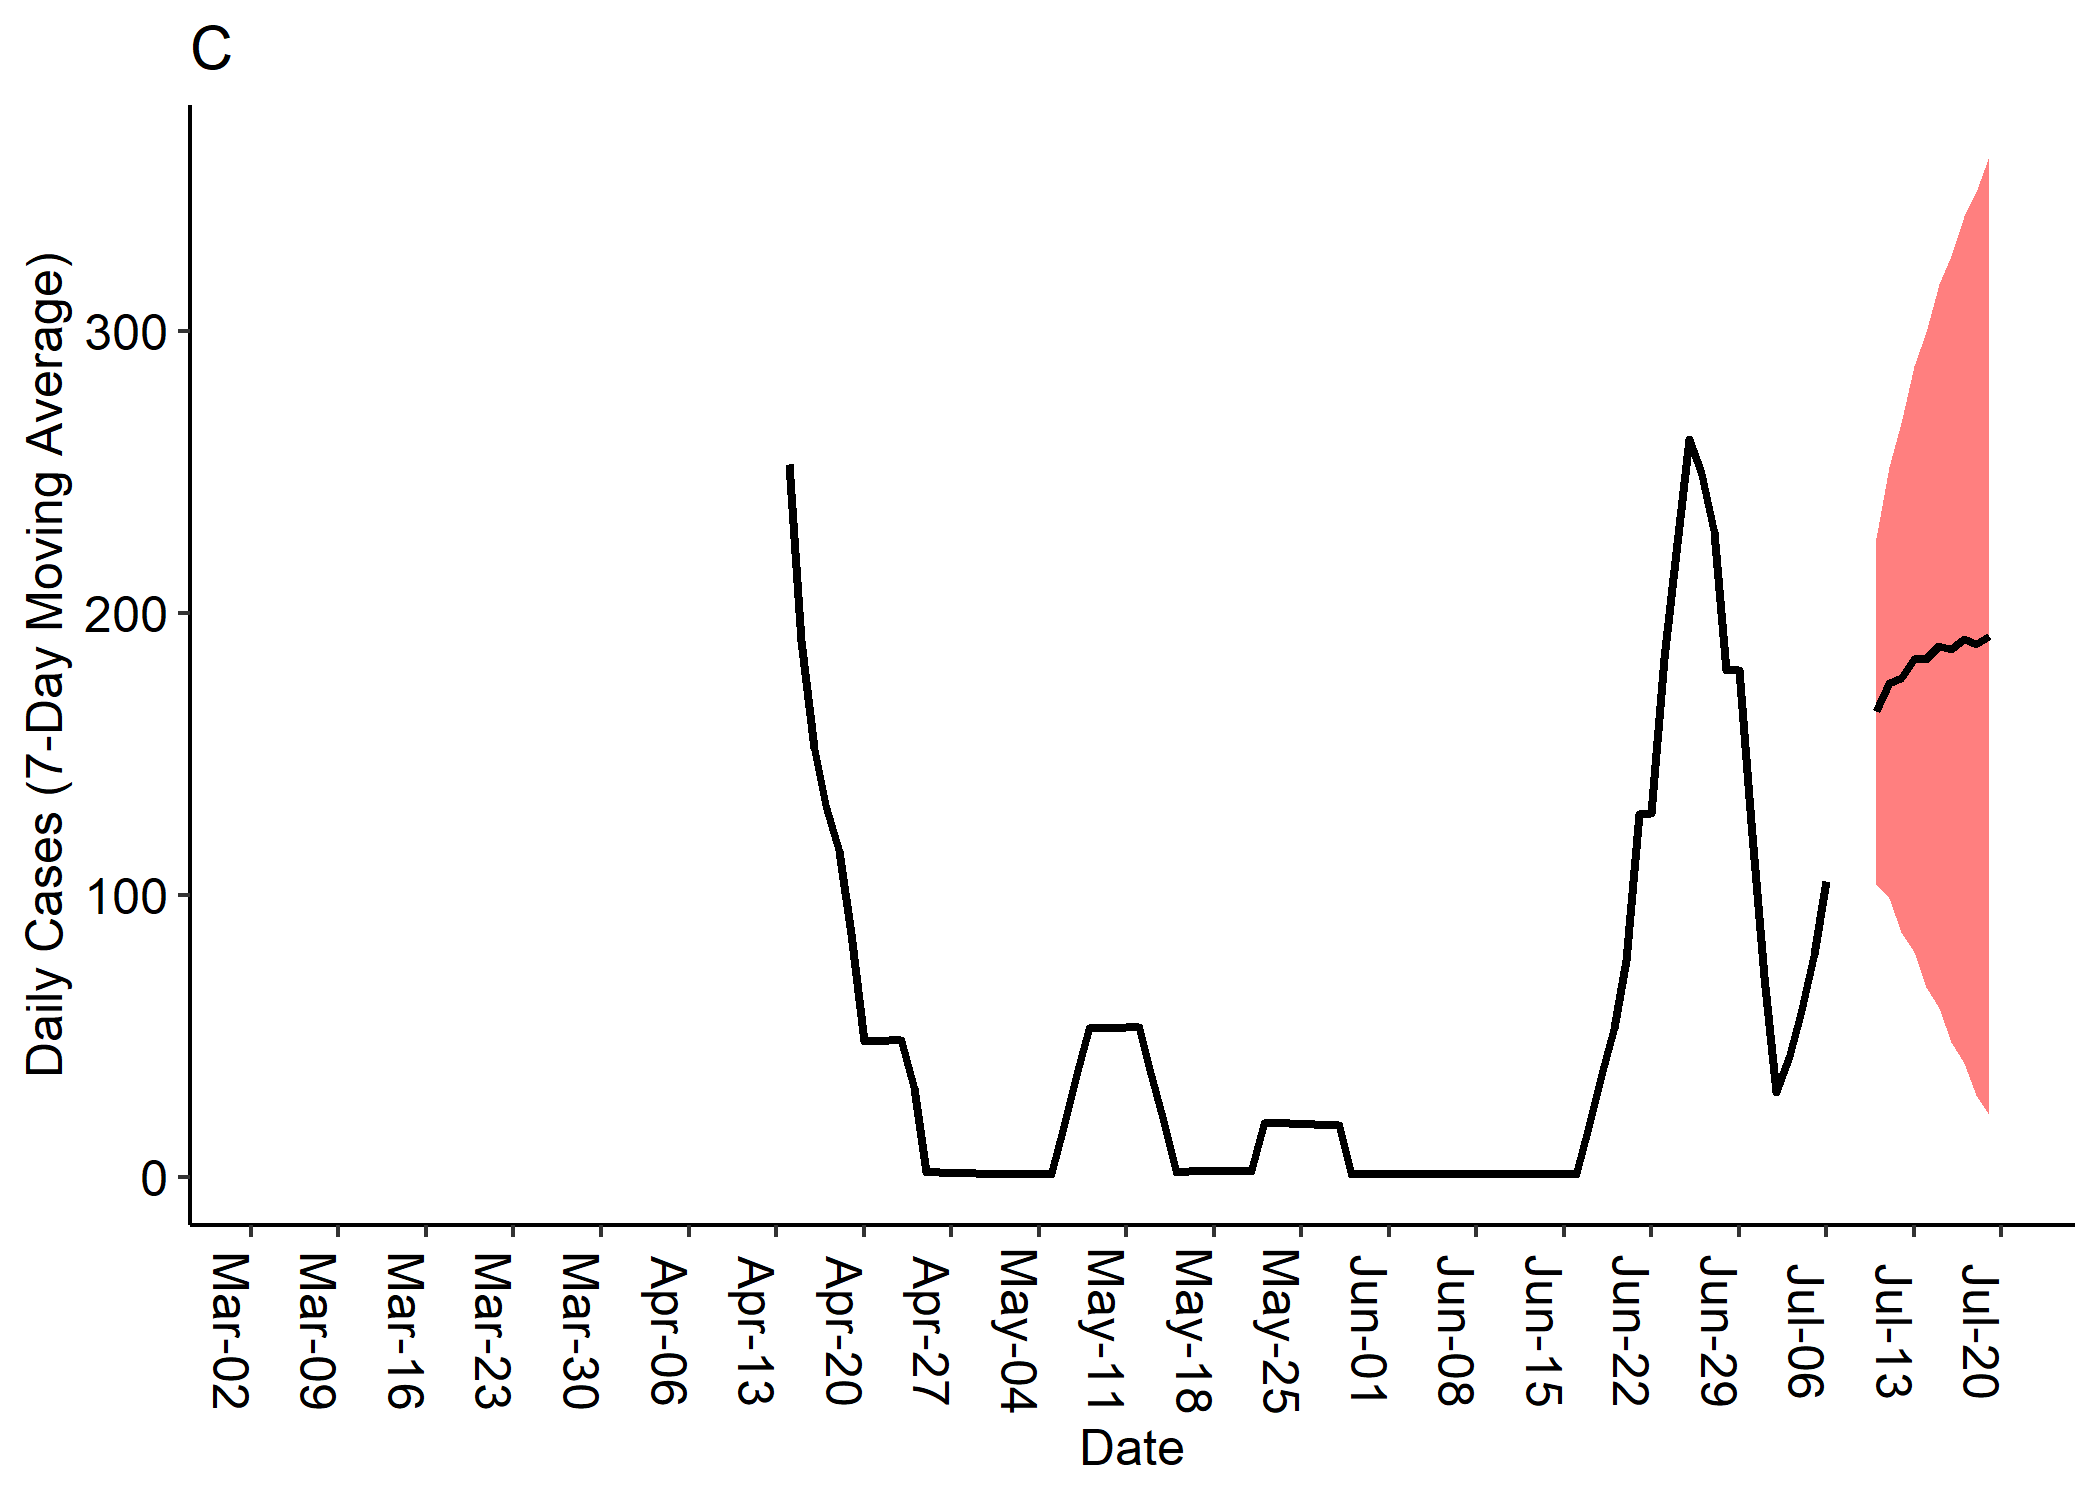 C
Daily Cases (7-Day Moving Average)
300
200
100
0
Mar-02
Mar-09
Mar-16
Mar-23
Mar-30
Apr-06
Apr-13
Apr-20
Apr-27
May-04
May-11
May-18
May-25
Jun-01
Jun-08
Jun-15
Jun-22
Jun-29
Jul-06
Jul-13
Jul-20
Date